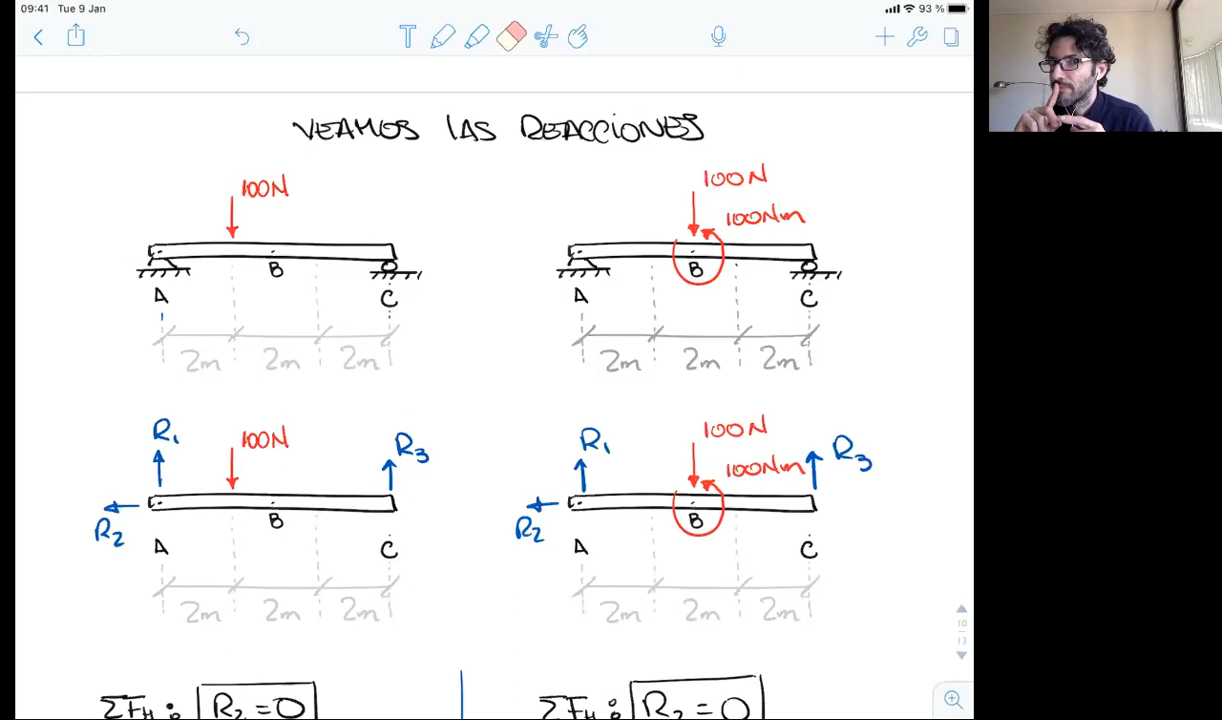 09:41 Tue 9 Jan 93 %
T
VEAMOS LAS REACCIONES
100N
B
A C
2m 2m 2m
100N
100Nm
B
A C
2m 2m 2m
R1 100N R3
R2 B
A C
2m 2m 2m
R1 100N R3
100Nm
R2 B
A C
2m 2m 2m
10
13
ΣFH: R2=0
ΣFH: R2=0